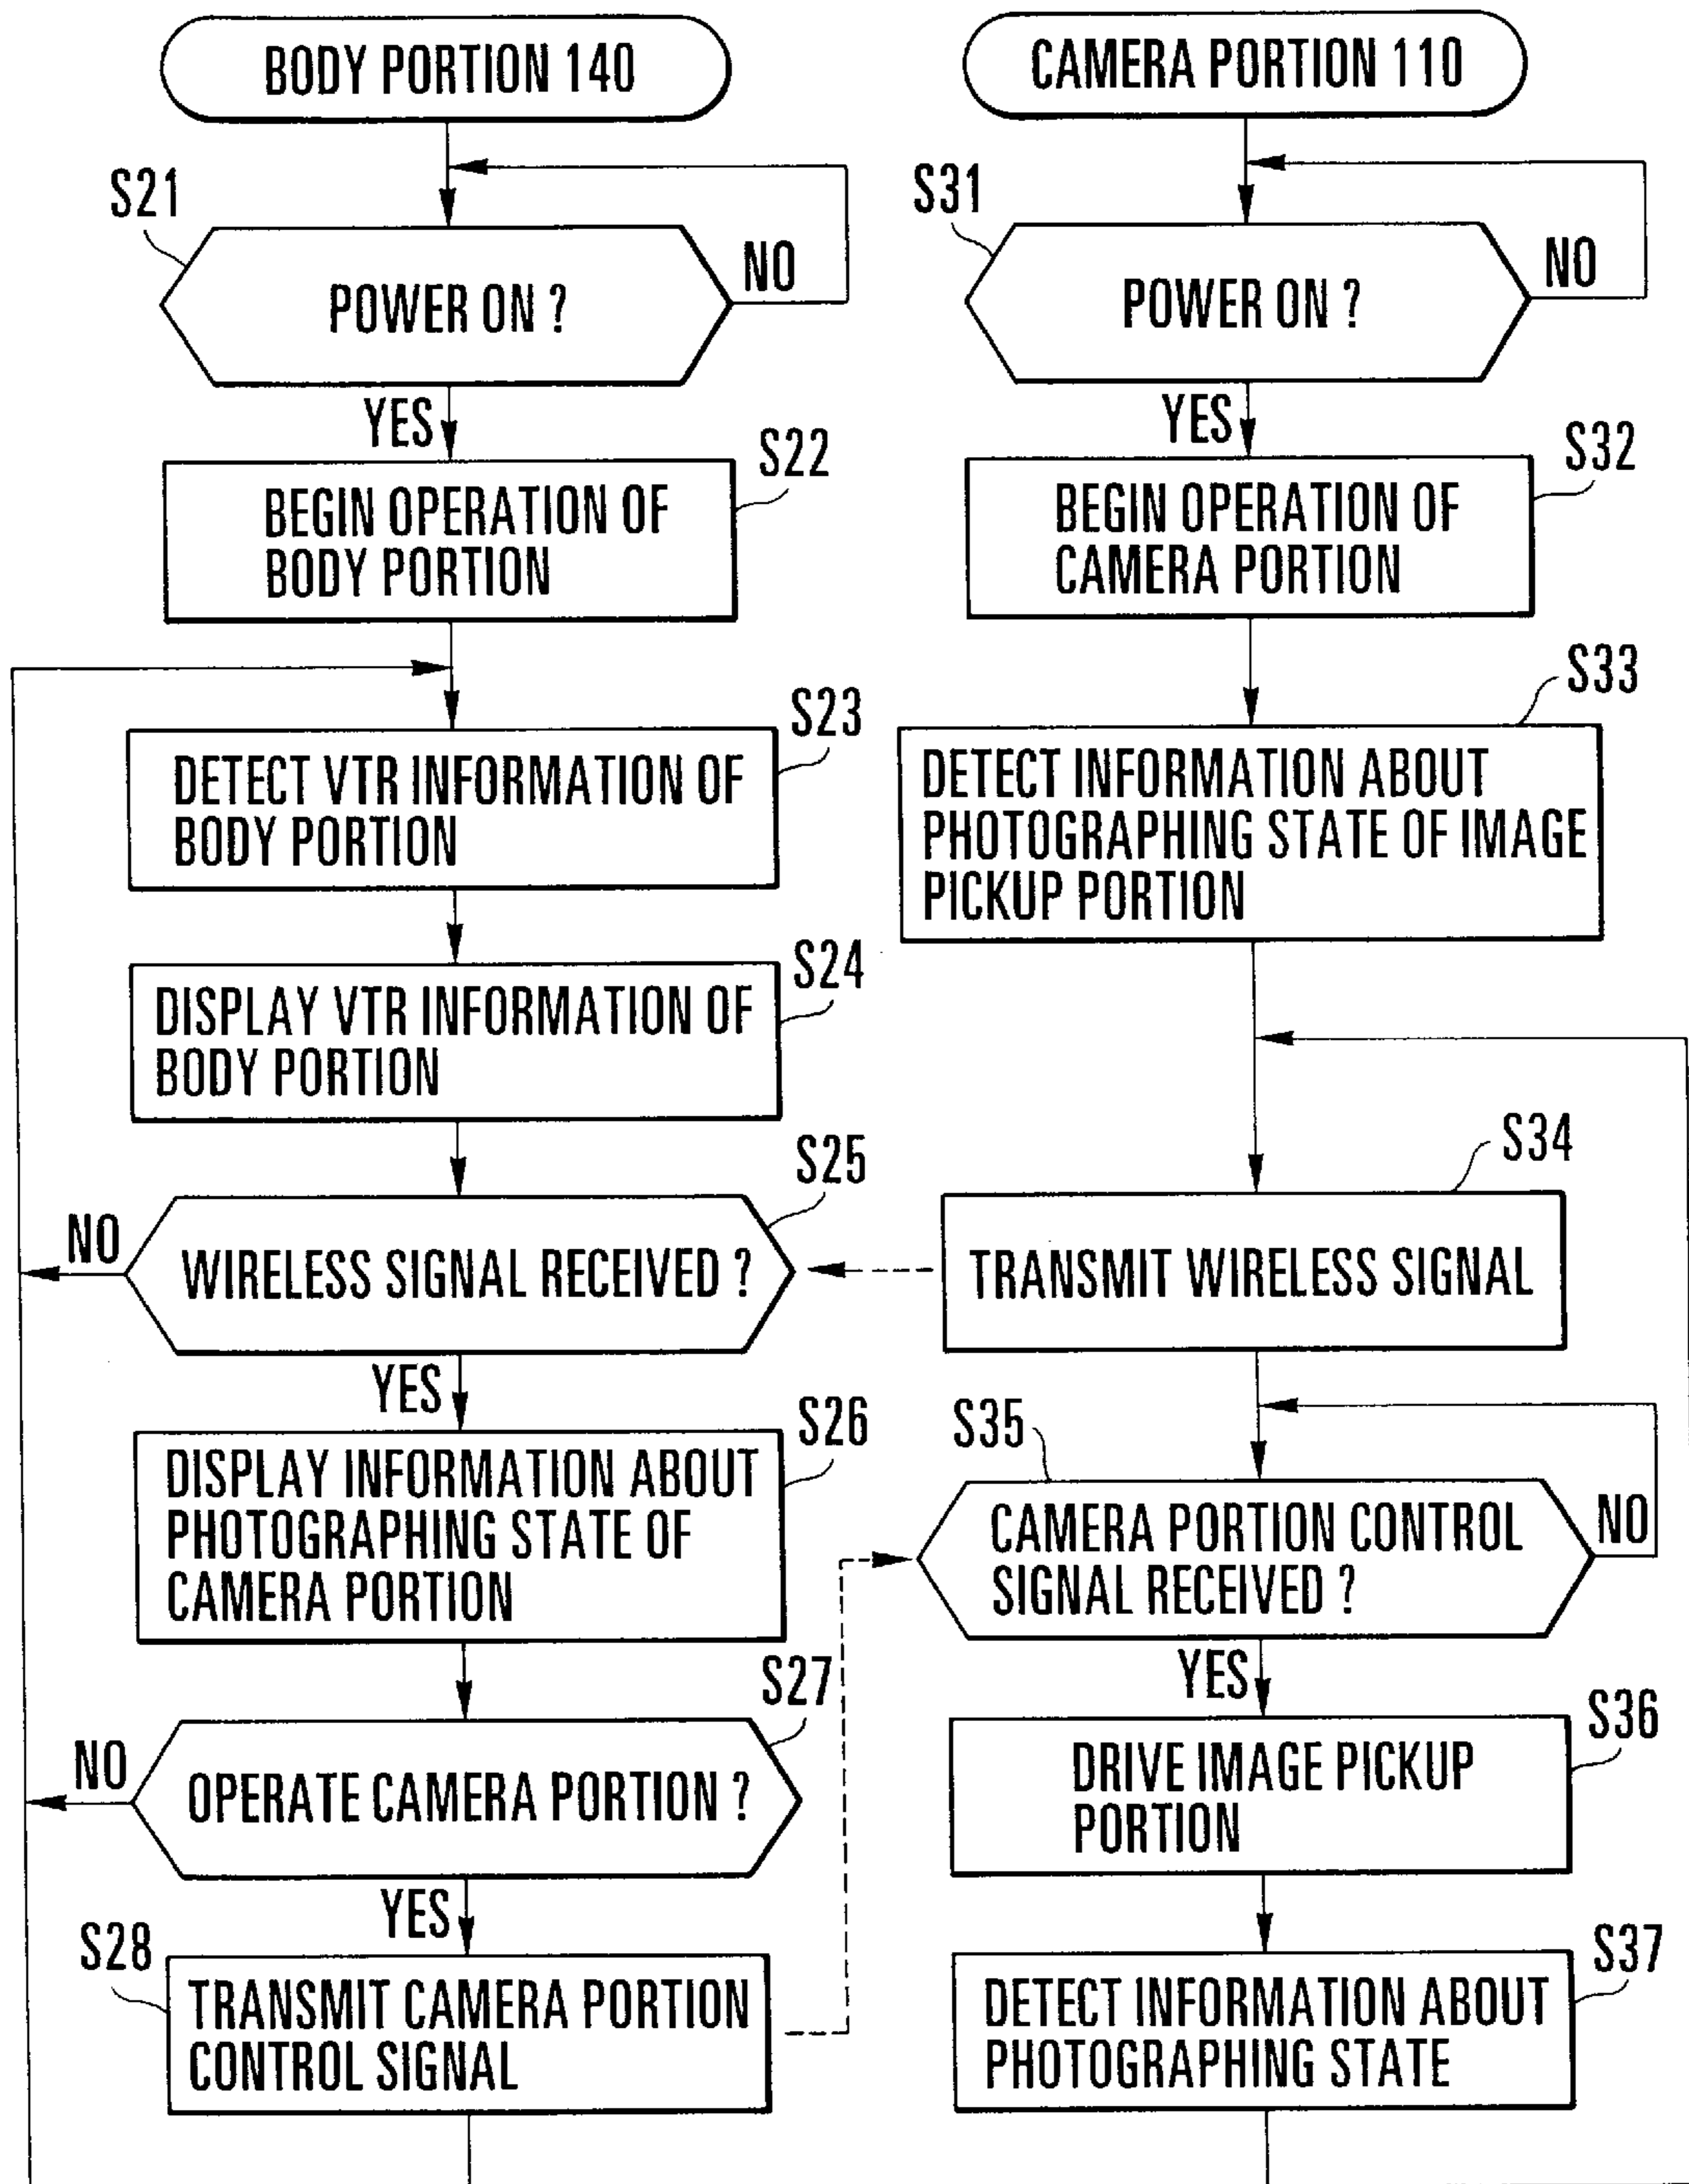 BODY PORTION 140
S21
POWER ON ?
NO
YES
S22
BEGIN OPERATION OF
BODY PORTION
S23
DETECT VTR INFORMATION OF
BODY PORTION
S24
DISPLAY VTR INFORMATION OF
BODY PORTION
S25
NO
WIRELESS SIGNAL RECEIVED ?
YES
S26
DISPLAY INFORMATION ABOUT
PHOTOGRAPHING STATE OF
CAMERA PORTION
S27
NO
OPERATE CAMERA PORTION ?
YES
S28
TRANSMIT CAMERA PORTION
CONTROL SIGNAL
CAMERA PORTION 110
S31
POWER ON ?
NO
YES
S32
BEGIN OPERATION OF
CAMERA PORTION
S33
DETECT INFORMATION ABOUT
PHOTOGRAPHING STATE OF IMAGE
PICKUP PORTION
S34
TRANSMIT WIRELESS SIGNAL
S35
CAMERA PORTION CONTROL
SIGNAL RECEIVED ?
NO
YES
S36
DRIVE IMAGE PICKUP
PORTION
S37
DETECT INFORMATION ABOUT
PHOTOGRAPHING STATE